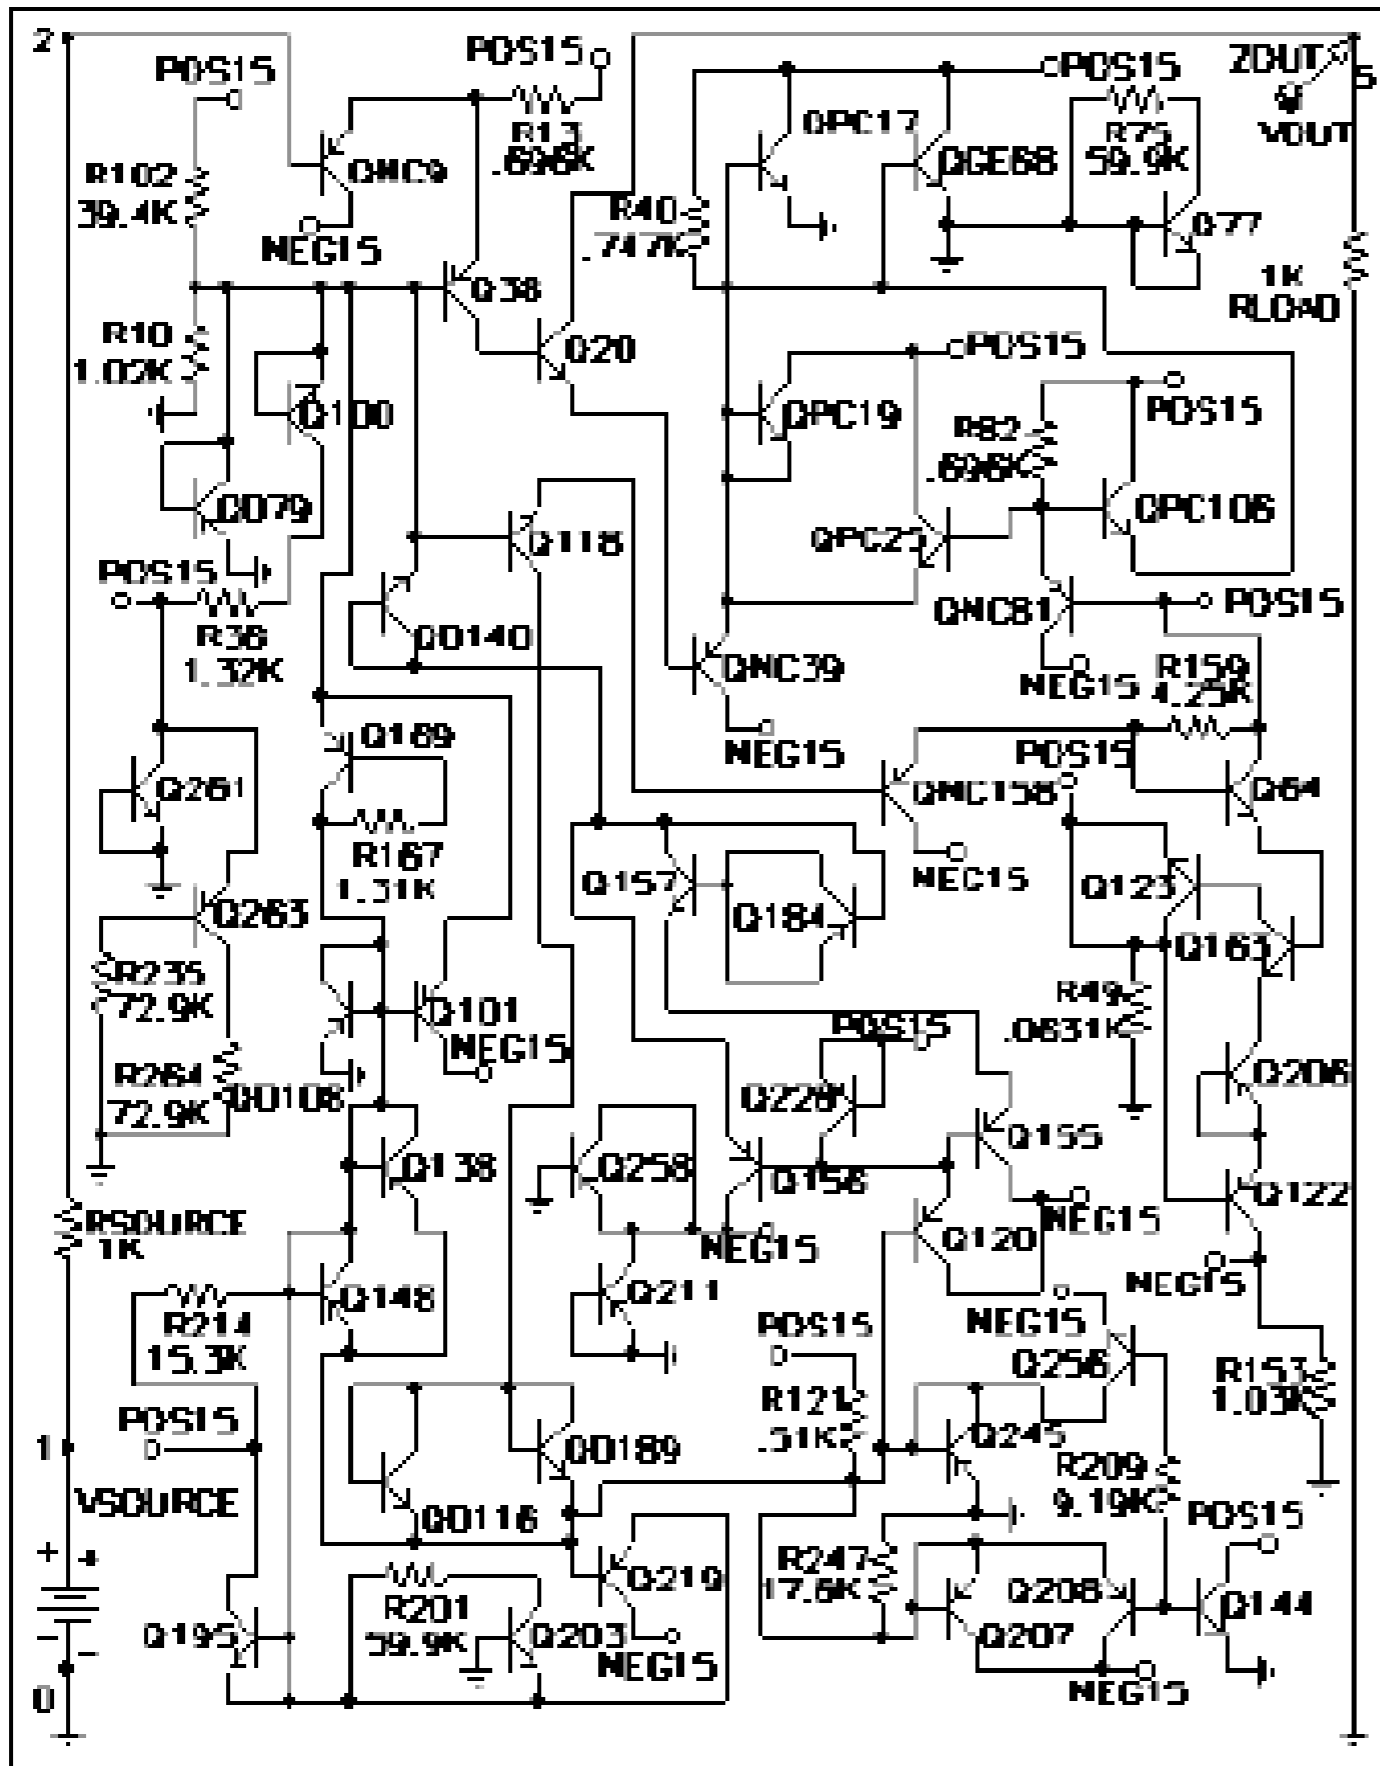 2
POS15
POS15
R13
.696K
POS15
ZOUT
5
VOUT
R102
39.4K
QNC9
NEG15
QPC17
QGE68
R75
59.9K
R40
.747K
Q77
Q38
1K
RLOAD
R10
1.02K
Q20
POS15
Q100
QPC19
R82
.696K
POS15
QD79
Q118
QPC106
POS15
R38
1.32K
QD140
QNC39
QNC81
POS15
NEG15
R159
4.25K
Q189
NEG15
POS15
Q261
QNC158
Q64
R167
1.31K
NEG15
Q157
Q184
Q123
Q163
Q263
R235
72.9K
Q101
NEG15
R49
.0631K
POS15
R264
72.9K
QD108
Q228
Q206
Q155
Q138
Q258
Q156
Q122
NEG15
RSOURCE
1K
NEG15
Q120
NEG15
Q148
Q211
R214
15.3K
POS15
NEG15
Q256
R153
1.03K
POS15
R121
.51K
Q245
1
QD189
R209
9.19K
VSOURCE
QD116
POS15
+
+
R247
17.6K
Q219
Q208
R201
59.9K
Q203
Q207
Q144
-
-
Q195
NEG15
NEG15
0